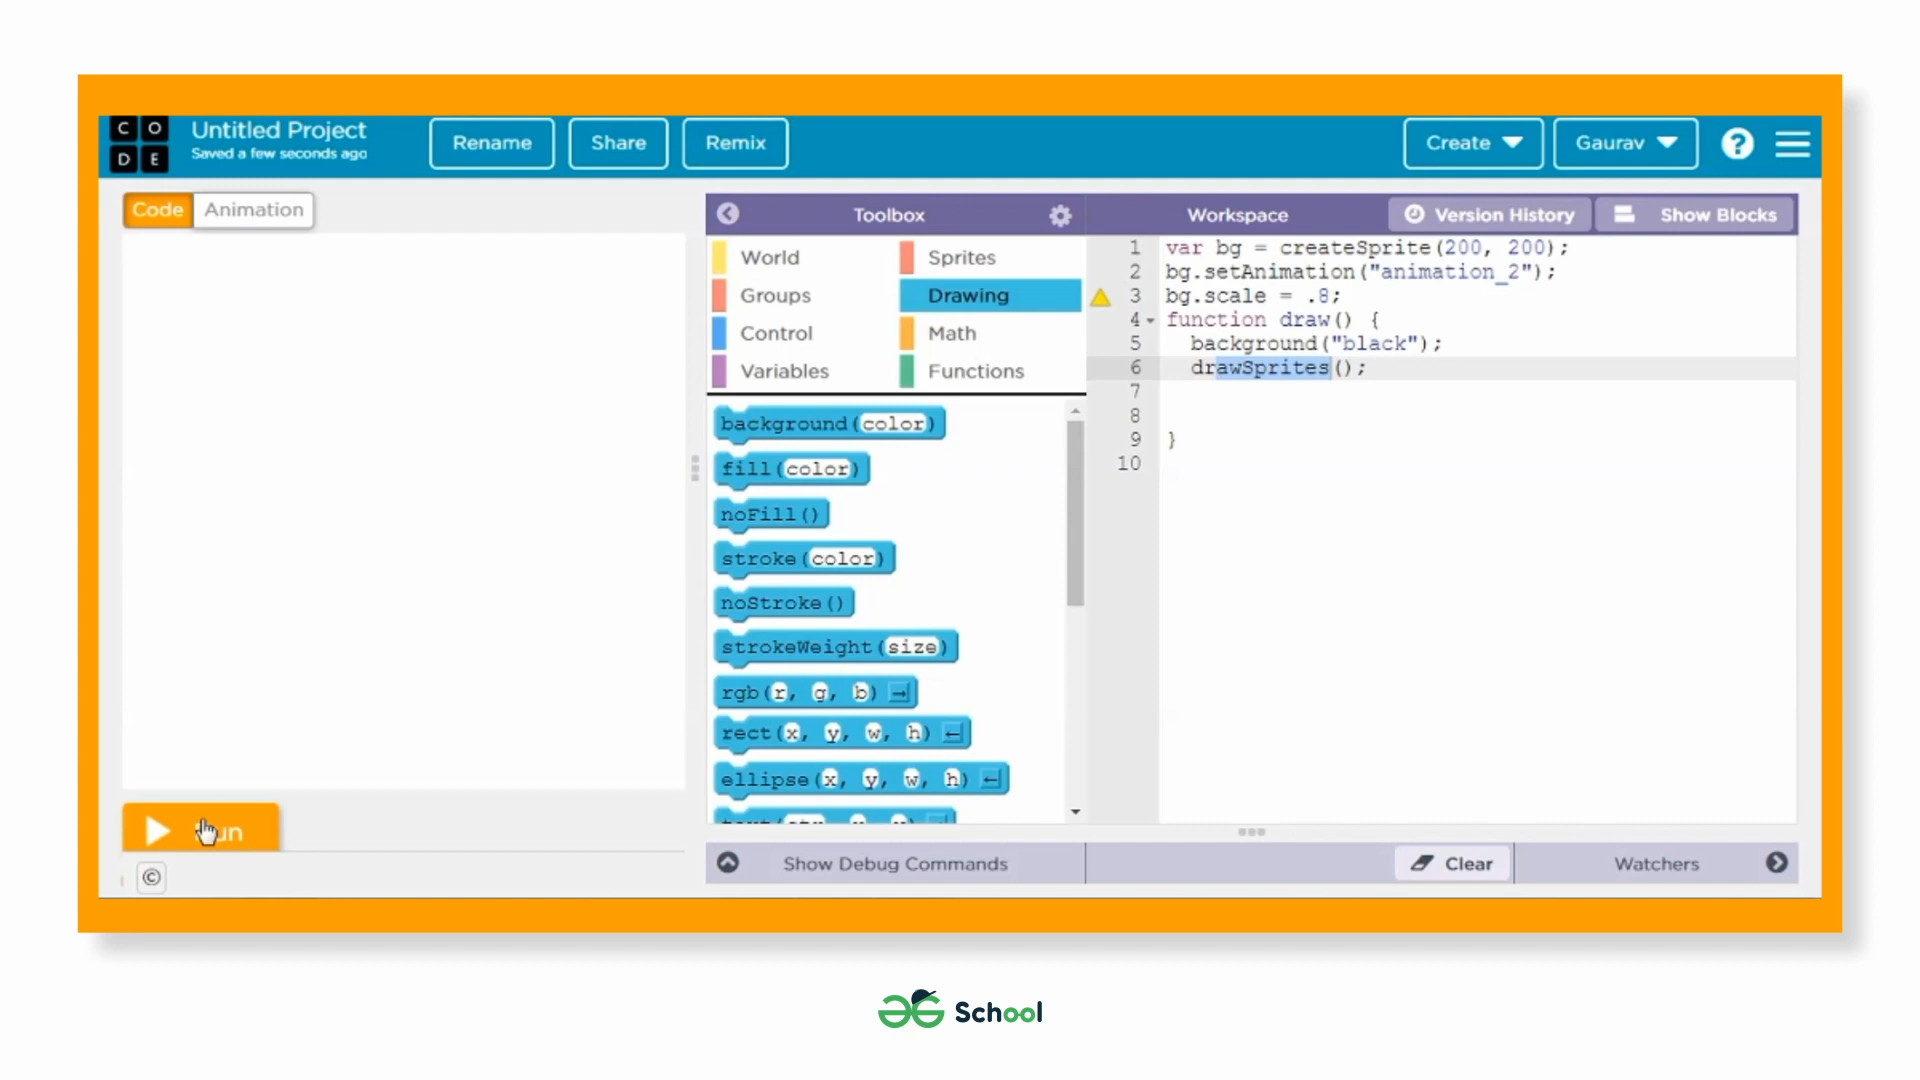 C O
D E
Untitled Project
Saved a few seconds ago
Rename
Share
Remix
Create
Gaurav
?
Code
Animation
Toolbox
Workspace
Version History
Show Blocks
World
Sprites
Groups
Drawing
Control
Math
Variables
Functions
background(color)
fill(color)
noFill()
stroke(color)
noStroke()
strokeWeight(size)
rgb(r, g, b)
rect(x, y, w, h)
ellipse(x, y, w, h)
1 var bg = createSprite(200, 200);
2 bg.setAnimation("animation_2");
3 bg.scale = .8;
4 function draw() {
5 background("black");
6 drawSprites();
7
8
9 }
10
©
Show Debug Commands
Clear
Watchers
School